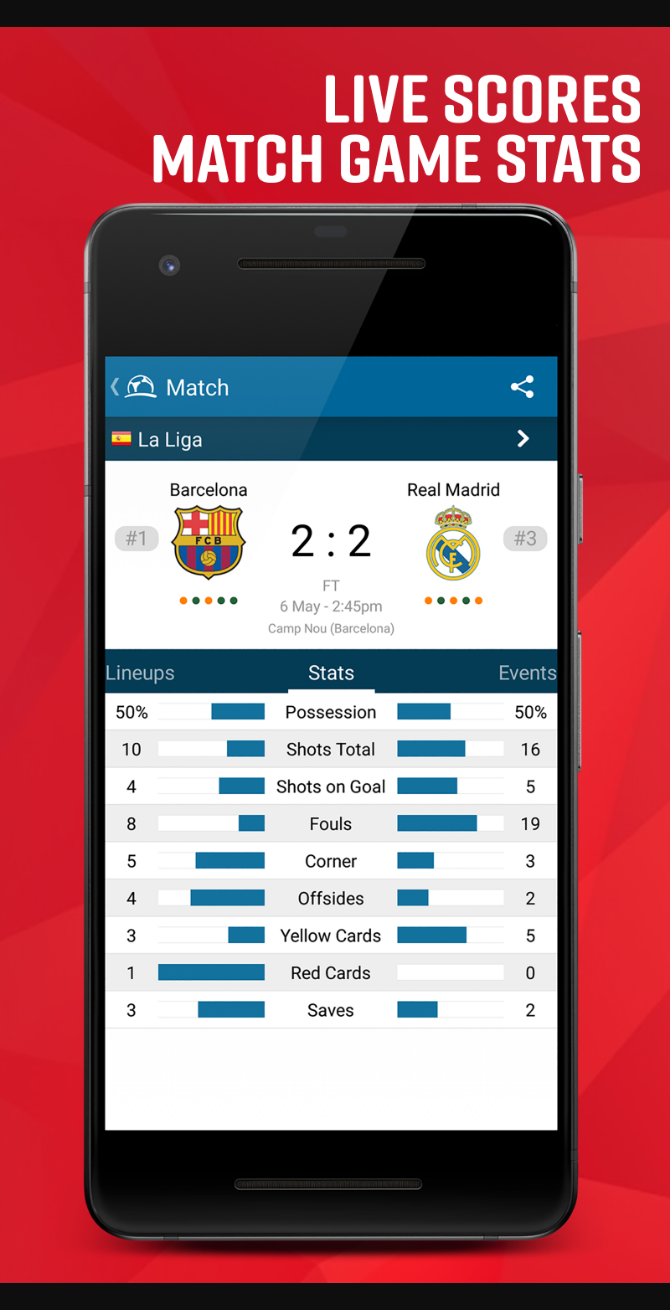 LIVE SCORES
MATCH GAME STATS
Match
La Liga
Barcelona
Real Madrid
#1
FCB
2 : 2
#3
FT
6 May - 2:45pm
Camp Nou (Barcelona)
Lineups Stats Events
50% Possession 50%
10 Shots Total 16
4 Shots on Goal 5
8 Fouls 19
5 Corner 3
4 Offsides 2
3 Yellow Cards 5
1 Red Cards 0
3 Saves 2